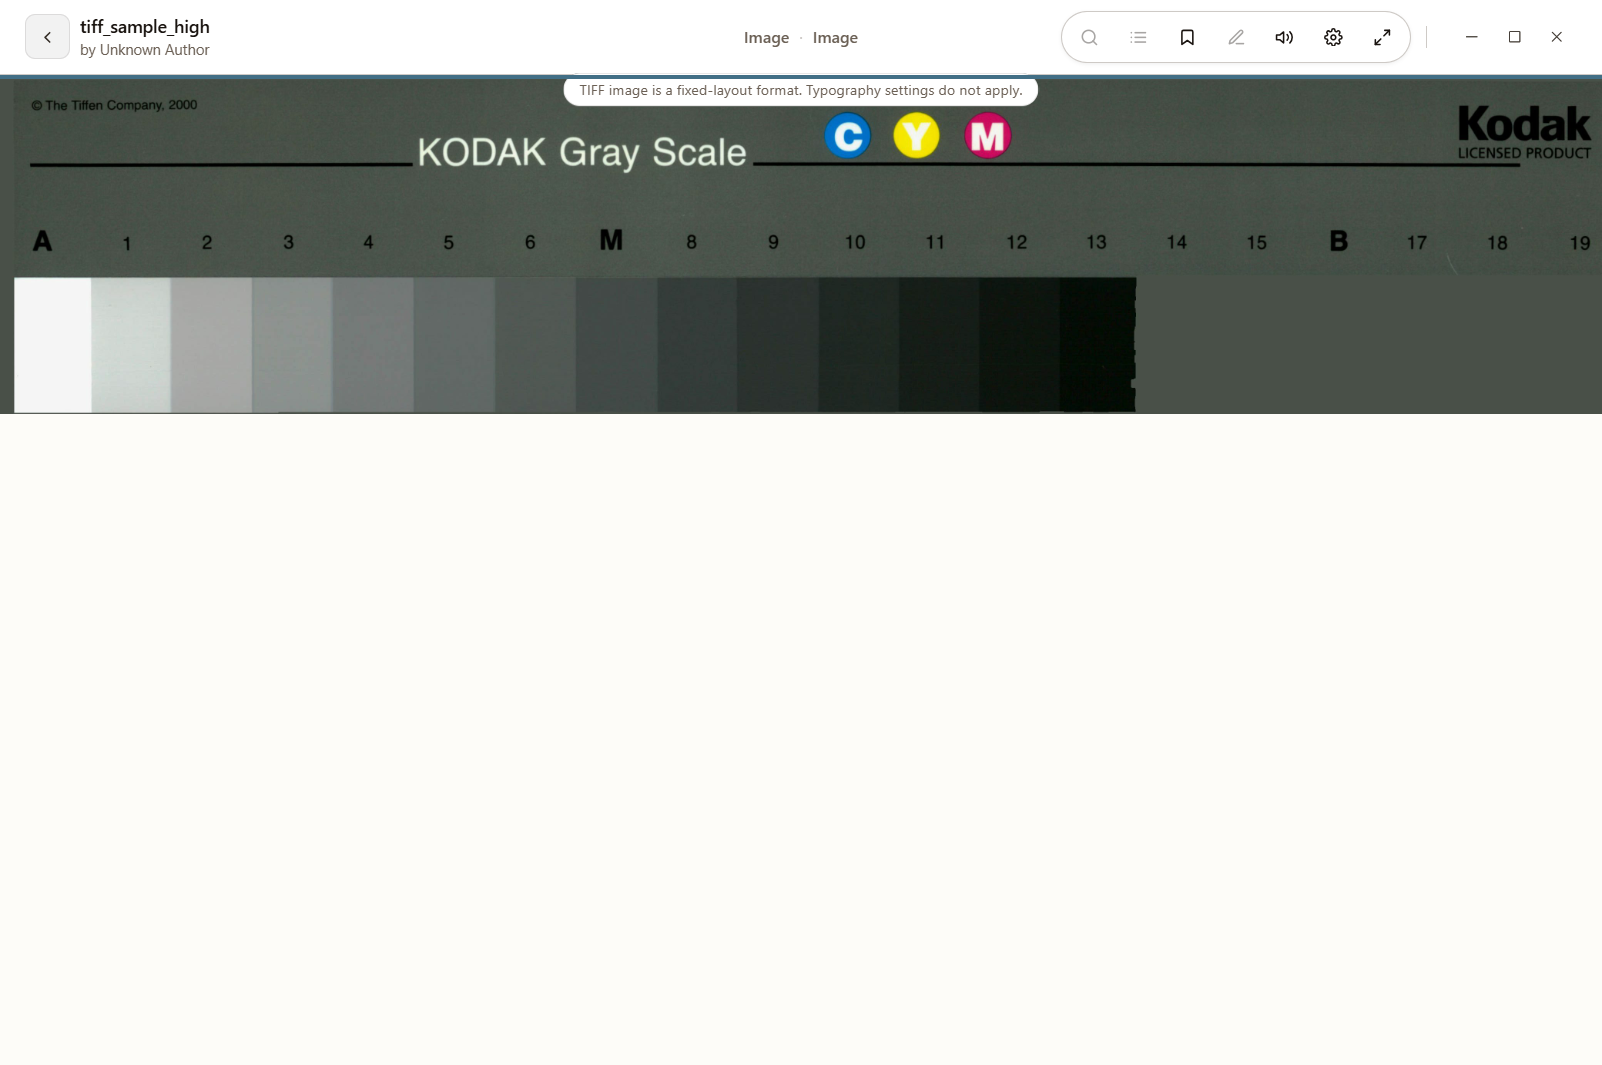 tiff_sample_high
by Unknown Author
Image · Image
TIFF image is a fixed-layout format. Typography settings do not apply.
© The Tiffen Company, 2000
KODAK Gray Scale
C Y M
Kodak
LICENSED PRODUCT
A 1 2 3 4 5 6 M 8 9 10 11 12 13 14 15 B 17 18 19